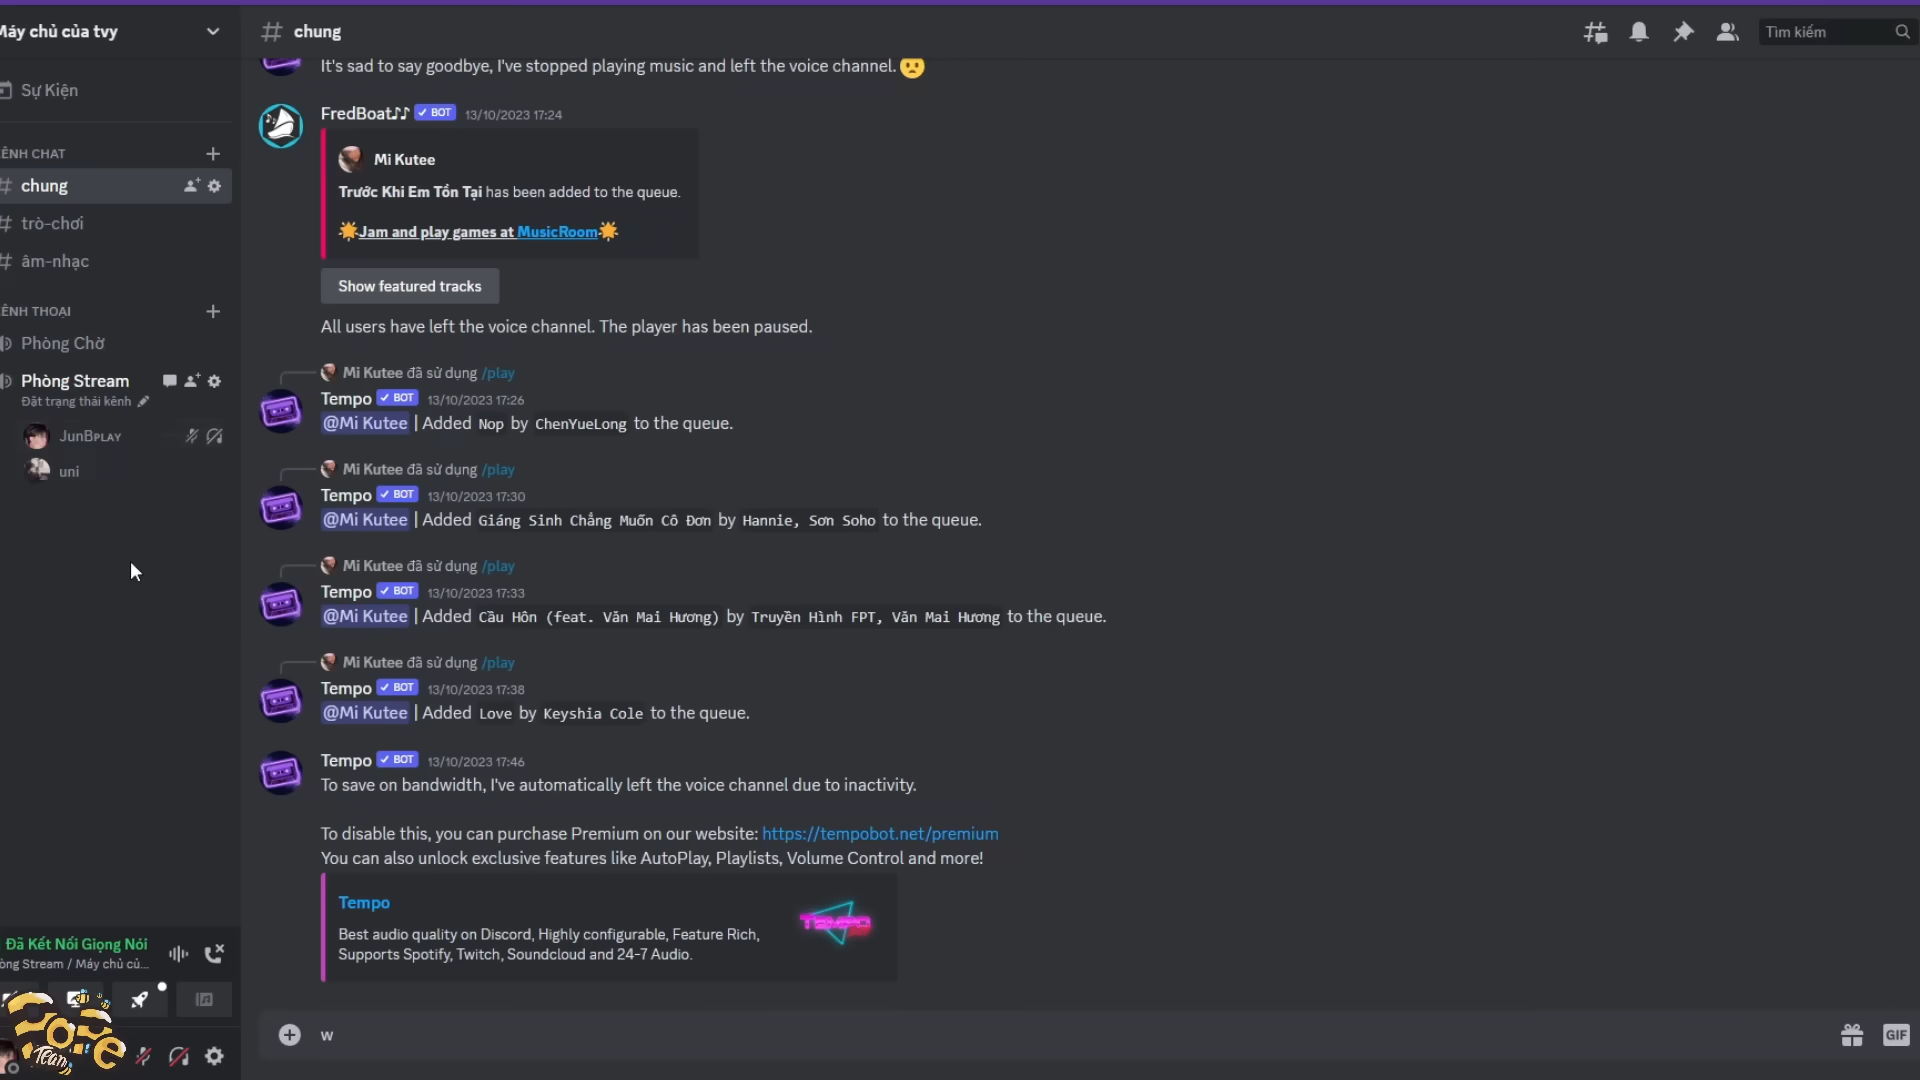 Máy chủ của tvy
Sự Kiện
ÊNH CHAT
chung
trò-chơi
âm-nhạc
ÊNH THOẠI
Phòng Chờ
Phòng Stream
Đặt trạng thái kênh
JunBPLAY
uni
Đã Kết Nối Giọng Nói
òng Stream / Máy chủ củ...
Team
chung
Tìm kiếm
It's sad to say goodbye, I've stopped playing music and left the voice channel.
FredBoat♪♪ ✓ BOT 13/10/2023 17:24
Mi Kutee
Trước Khi Em Tồn Tại has been added to the queue.
🌟Jam and play games at MusicRoom🌟
Show featured tracks
All users have left the voice channel. The player has been paused.
Mi Kutee đã sử dụng /play
Tempo ✓ BOT 13/10/2023 17:26
@Mi Kutee | Added Nop by ChenYueLong to the queue.
Mi Kutee đã sử dụng /play
Tempo ✓ BOT 13/10/2023 17:30
@Mi Kutee | Added Giáng Sinh Chẳng Muốn Cô Đơn by Hannie, Sơn Soho to the queue.
Mi Kutee đã sử dụng /play
Tempo ✓ BOT 13/10/2023 17:33
@Mi Kutee | Added Cầu Hôn (feat. Văn Mai Hương) by Truyền Hình FPT, Văn Mai Hương to the queue.
Mi Kutee đã sử dụng /play
Tempo ✓ BOT 13/10/2023 17:38
@Mi Kutee | Added Love by Keyshia Cole to the queue.
Tempo ✓ BOT 13/10/2023 17:46
To save on bandwidth, I've automatically left the voice channel due to inactivity.
To disable this, you can purchase Premium on our website: https://tempobot.net/premium
You can also unlock exclusive features like AutoPlay, Playlists, Volume Control and more!
Tempo
Best audio quality on Discord, Highly configurable, Feature Rich,
Supports Spotify, Twitch, Soundcloud and 24-7 Audio.
w
GIF